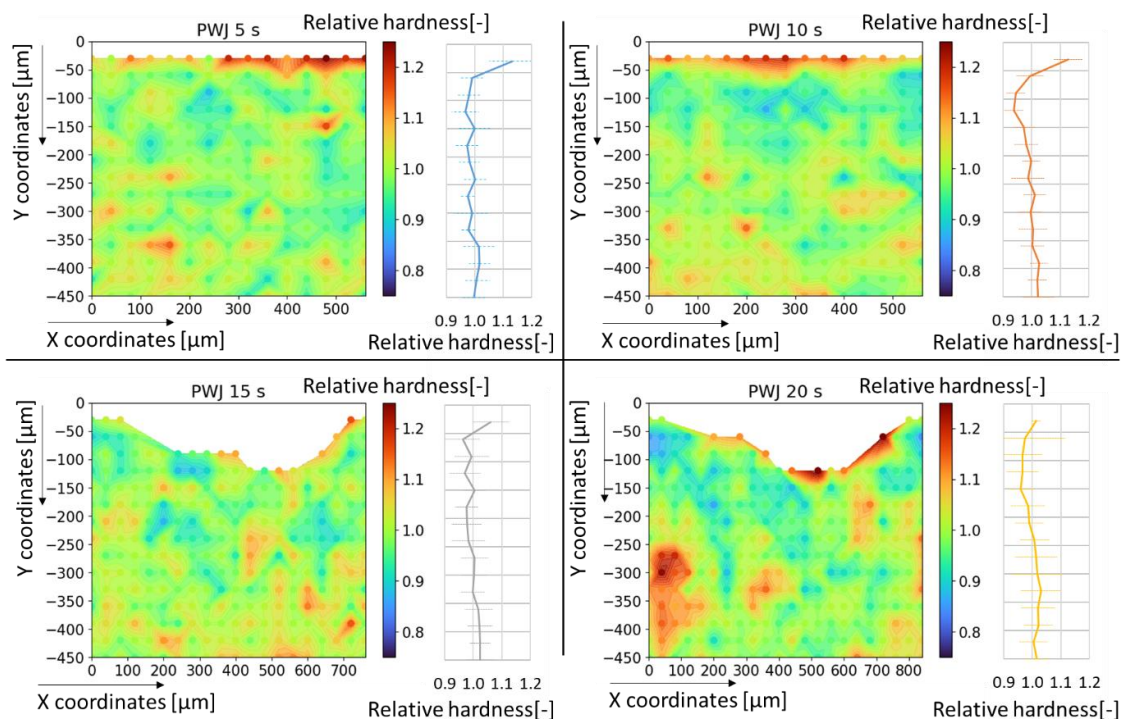 Relative hardness[-]
PWJ 5 s
Y coordinates [µm]
0
−50
−100
−150
−200
−250
−300
−350
−400
−450
0 100 200 300 400 500
X coordinates [µm]
1.2
1.1
1.0
0.9
0.8
0.9 1.0 1.1 1.2
Relative hardness[-]
Relative hardness[-]
PWJ 10 s
Y coordinates [µm]
0
−50
−100
−150
−200
−250
−300
−350
−400
−450
0 100 200 300 400 500
X coordinates [µm]
1.2
1.1
1.0
0.9
0.8
0.9 1.0 1.1 1.2
Relative hardness[-]
Relative hardness[-]
PWJ 15 s
Y coordinates [µm]
0
−50
−100
−150
−200
−250
−300
−350
−400
−450
0 100 200 300 400 500 600 700
X coordinates [µm]
1.2
1.1
1.0
0.9
0.8
0.9 1.0 1.1 1.2
Relative hardness[-]
Relative hardness[-]
PWJ 20 s
Y coordinates [µm]
0
−50
−100
−150
−200
−250
−300
−350
−400
−450
0 100 200 300 400 500 600 700 800
X coordinates [µm]
1.2
1.1
1.0
0.9
0.8
0.9 1.0 1.1 1.2
Relative hardness[-]